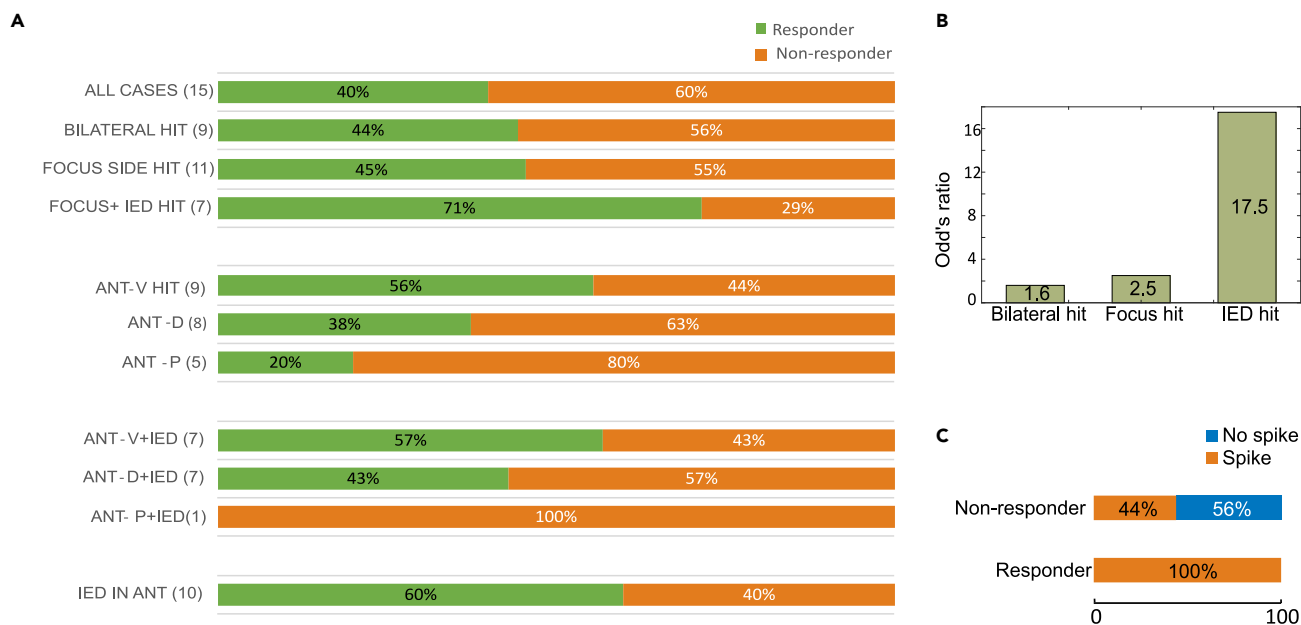 A
Responder
Non-responder
ALL CASES (15) 40% 60%
BILATERAL HIT (9) 44% 56%
FOCUS SIDE HIT (11) 45% 55%
FOCUS+ IED HIT (7) 71% 29%
ANT-V HIT (9) 56% 44%
ANT -D (8) 38% 63%
ANT -P (5) 20% 80%
ANT-V+IED (7) 57% 43%
ANT-D+IED (7) 43% 57%
ANT- P+IED(1) 100%
IED IN ANT (10) 60% 40%
B
Odd's ratio
16
12
8
4
0
1.6
2.5
17.5
Bilateral hit Focus hit IED hit
C
No spike
Spike
Non-responder 44% 56%
Responder 100%
0 100